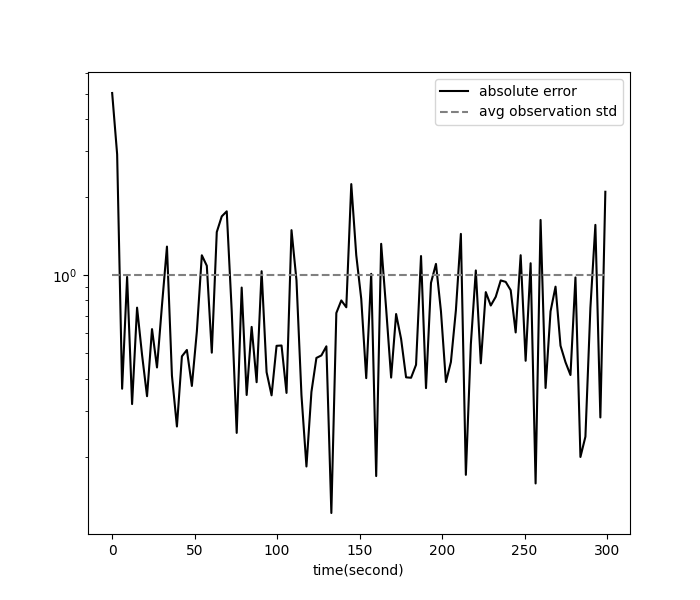 absolute error
avg observation std
10⁰
0 50 100 150 200 250 300
time(second)